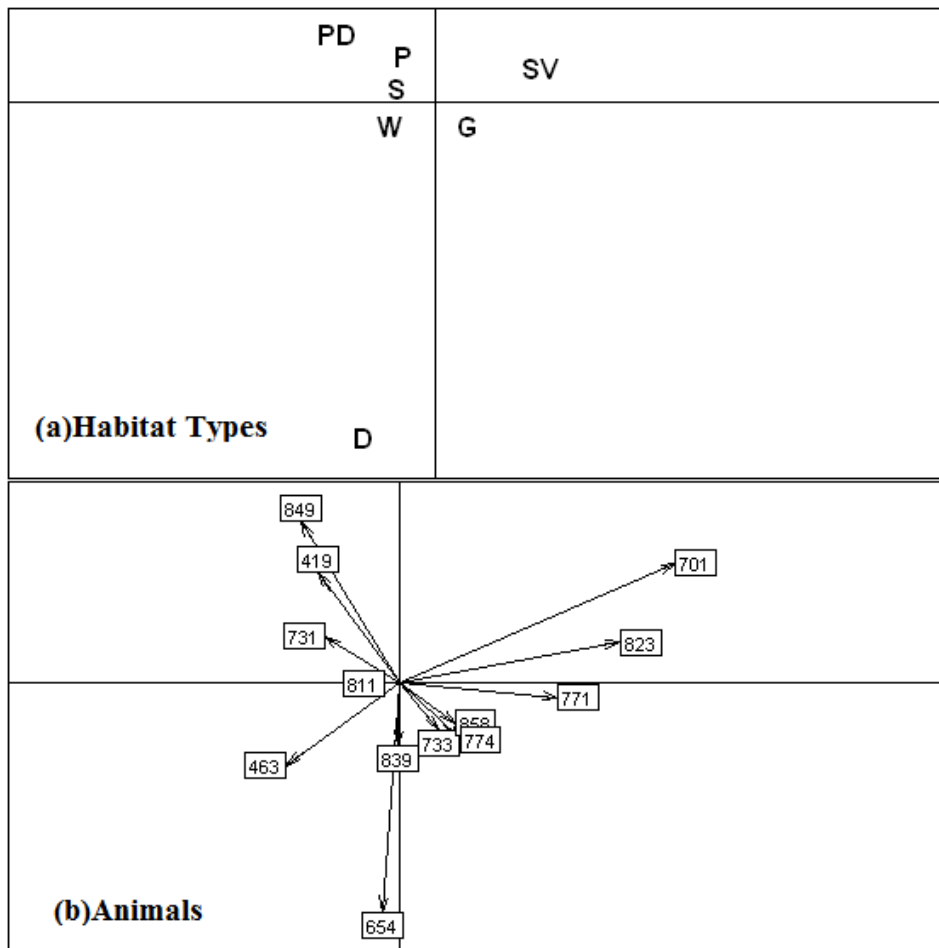 PD
P
SV
S
W G
(a)Habitat Types
D
849
419
701
731
823
811
771
858
733 774
839
463
654
(b)Animals